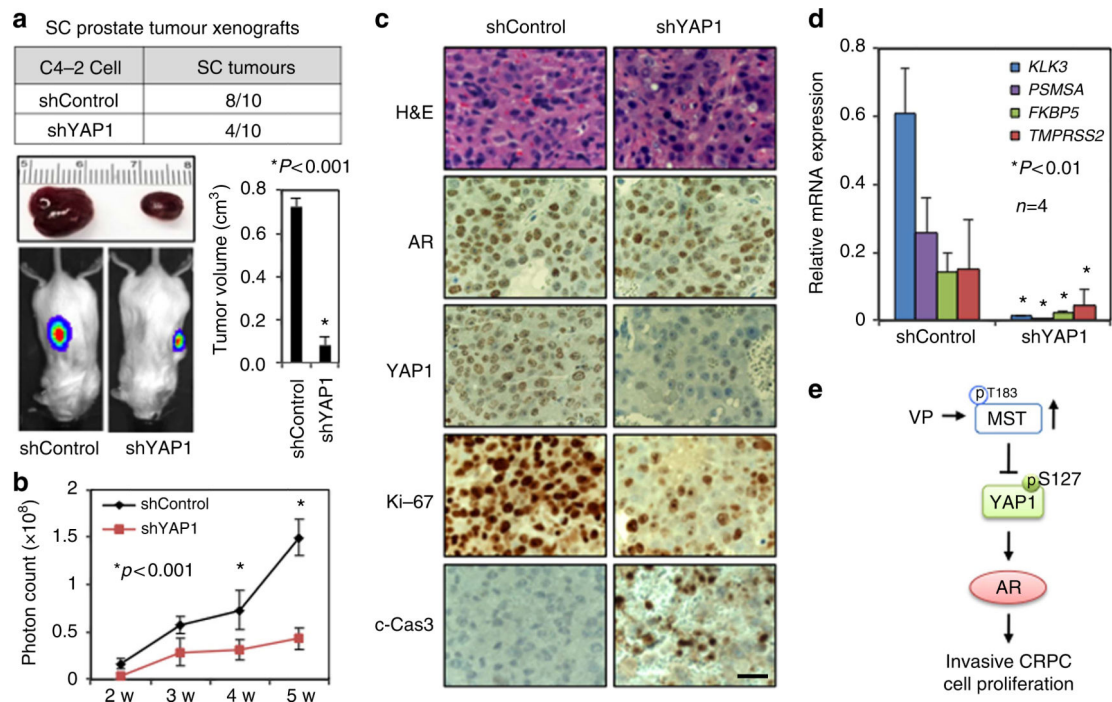 a
SC prostate tumour xenografts
C4–2 Cell SC tumours
shControl 8/10
shYAP1 4/10
5 6 7 8
*P<0.001
Tumor volume (cm³)
0.8
0.6
0.4
0.2
0.0
*
shControl
shYAP1
shControl shYAP1
b
Photon count (×10⁸)
2
1.5
1
0.5
0
shControl
shYAP1
*p<0.001
*
*
2 w 3 w 4 w 5 w
c
shControl shYAP1
H&E
AR
YAP1
Ki–67
c-Cas3
d
Relative mRNA expression
0.8
0.6
0.4
0.2
0
KLK3
PSMSA
FKBP5
TMPRSS2
*P<0.01
n=4
* * * *
shControl shYAP1
e
p T183
VP MST
p S127
YAP1
AR
Invasive CRPC
cell proliferation